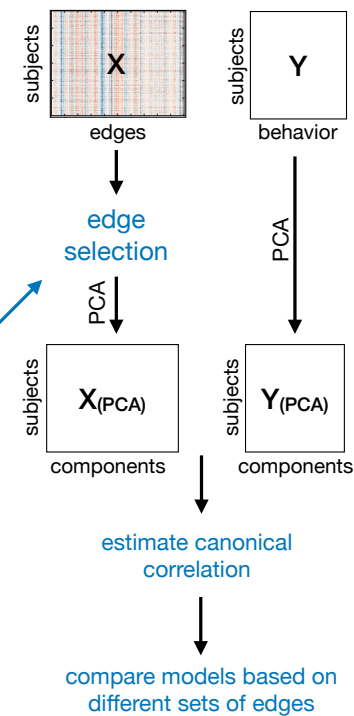 subjects
X
edges
subjects
Y
behavior
edge
selection
PCA
PCA
subjects
X(PCA)
components
subjects
Y(PCA)
components
estimate canonical
correlation
compare models based on
different sets of edges